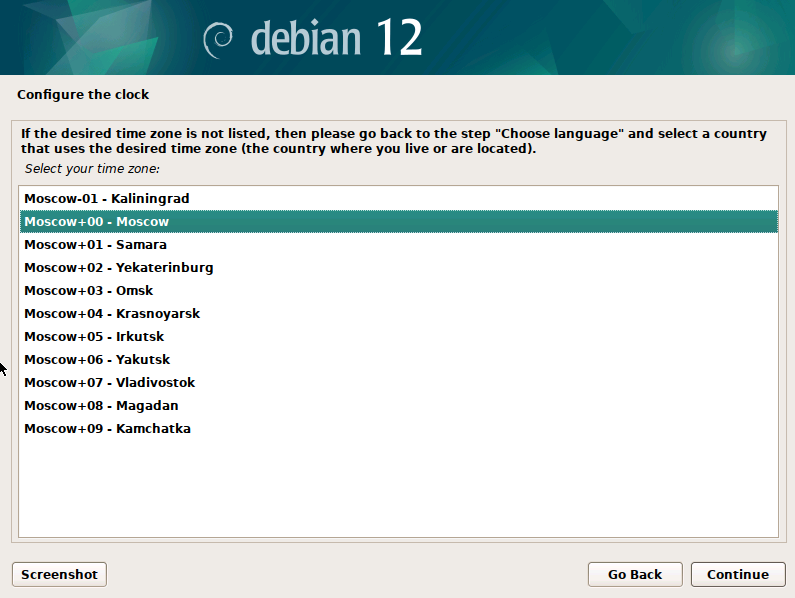 debian 12
Configure the clock
If the desired time zone is not listed, then please go back to the step "Choose language" and select a country
that uses the desired time zone (the country where you live or are located).
Select your time zone:
Moscow-01 - Kaliningrad
Moscow+00 - Moscow
Moscow+01 - Samara
Moscow+02 - Yekaterinburg
Moscow+03 - Omsk
Moscow+04 - Krasnoyarsk
Moscow+05 - Irkutsk
Moscow+06 - Yakutsk
Moscow+07 - Vladivostok
Moscow+08 - Magadan
Moscow+09 - Kamchatka
Screenshot
Go Back
Continue